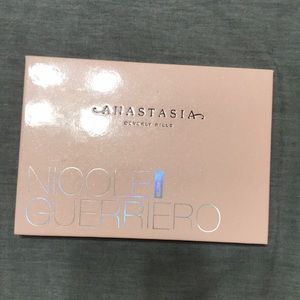 ANASTASIA
BEVERLY HILLS
NICOLE
GUERRIERO